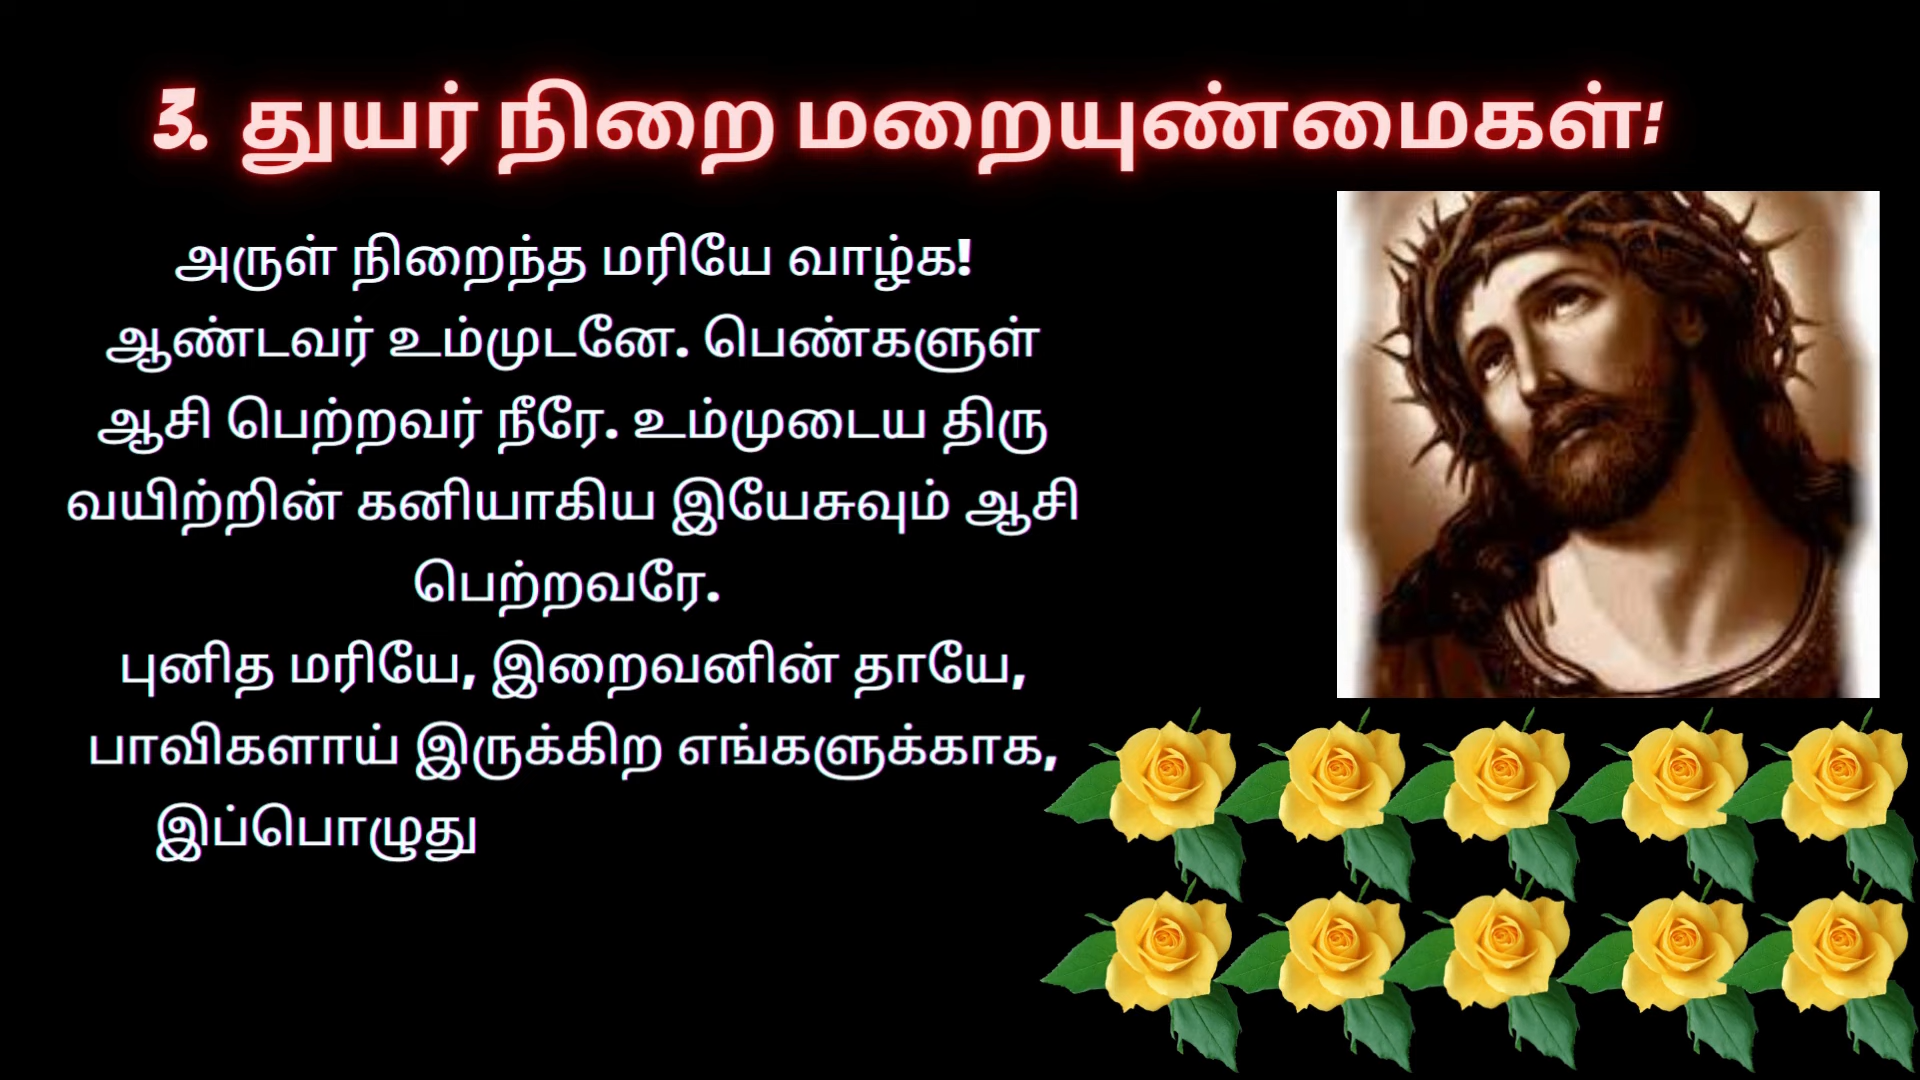 3. துயர் நிறை மறையுண்மைகள்:
அருள் நிறைந்த மரியே வாழ்க!
ஆண்டவர் உம்முடனே. பெண்களுள்
ஆசி பெற்றவர் நீரே. உம்முடைய திரு
வயிற்றின் கனியாகிய இயேசுவும் ஆசி
பெற்றவரே.
புனித மரியே, இறைவனின் தாயே,
பாவிகளாய் இருக்கிற எங்களுக்காக,
இப்பொழுது